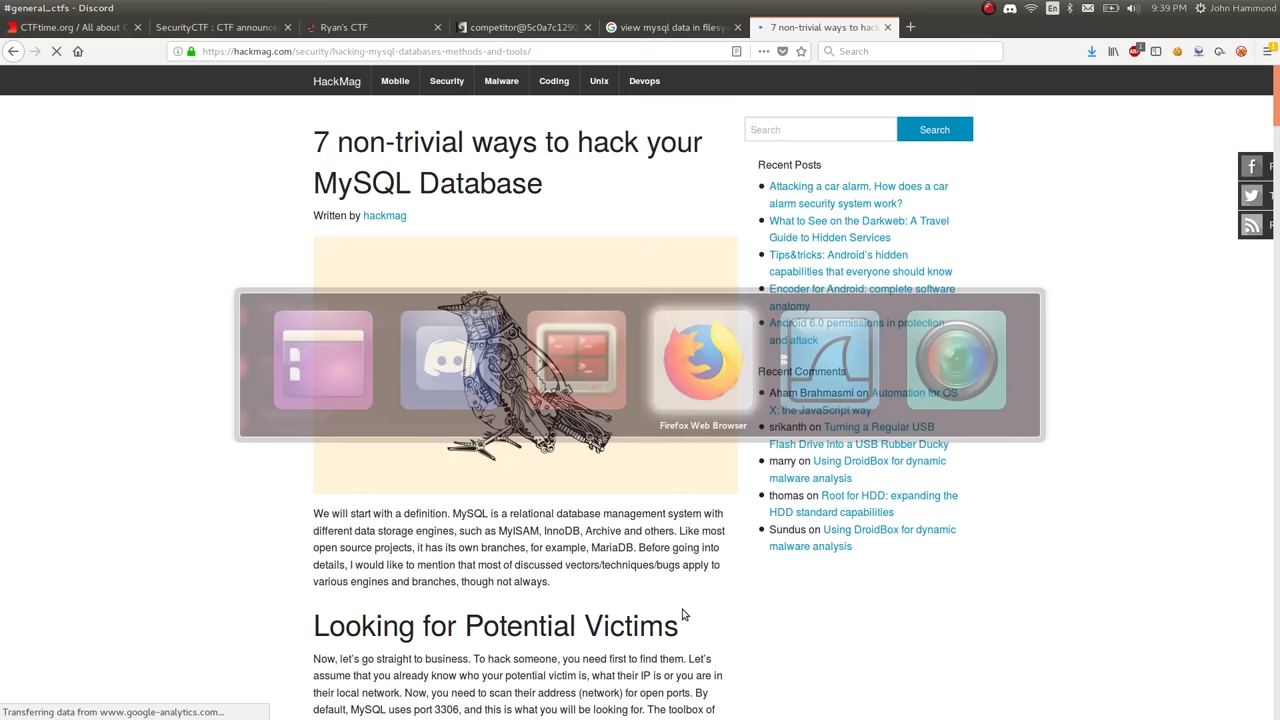 #general_ctfs - Discord
En
9:39 PM
John Hammond
CTFtime.org / All about C
SecurityCTF : CTF announce
Ryan's CTF
competitor@5c0a7c1290
view mysql data in filesys
7 non-trivial ways to hack
https://hackmag.com/security/hacking-mysql-databases-methods-and-tools/
Search
HackMag
Mobile
Security
Malware
Coding
Unix
Devops
7 non-trivial ways to hack your
MySQL Database
Written by hackmag
Search
Search
Recent Posts
Attacking a car alarm. How does a car
alarm security system work?
What to See on the Darkweb: A Travel
Guide to Hidden Services
Tips&tricks: Android's hidden
capabilities that everyone should know
Encoder for Android: complete software
anatomy
Android 6.0 permissions in protection
and attack
Recent Comments
Aham Brahmasmi on Automation for OS
X: the JavaScript way
srikanth on Turning a Regular USB
Flash Drive into a USB Rubber Ducky
marry on Using DroidBox for dynamic
malware analysis
thomas on Root for HDD: expanding the
HDD standard capabilities
Sundus on Using DroidBox for dynamic
malware analysis
Firefox Web Browser
We will start with a definition. MySQL is a relational database management system with
different data storage engines, such as MyISAM, InnoDB, Archive and others. Like most
open source projects, it has its own branches, for example, MariaDB. Before going into
details, I would like to mention that most of discussed vectors/techniques/bugs apply to
various engines and branches, though not always.
Looking for Potential Victims
Now, let's go straight to business. To hack someone, you need first to find them. Let's
assume that you already know who your potential victim is, what their IP is or you are in
their local network. Now, you need to scan their address (network) for open ports. By
default, MySQL uses port 3306, and this is what you will be looking for. The toolbox of
Transferring data from www.google-analytics.com...